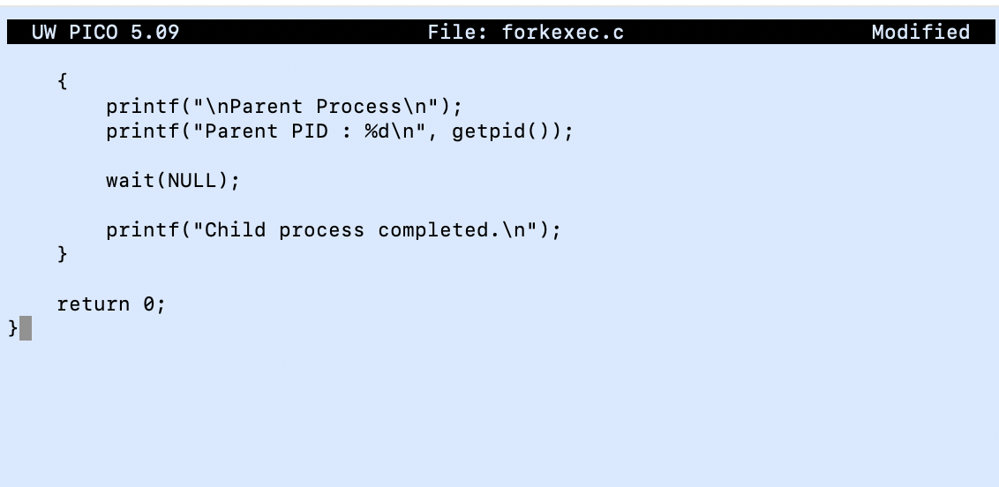 UW PICO 5.09 File: forkexec.c Modified
{
printf("\nParent Process\n");
printf("Parent PID : %d\n", getpid());
wait(NULL);
printf("Child process completed.\n");
}
return 0;
}